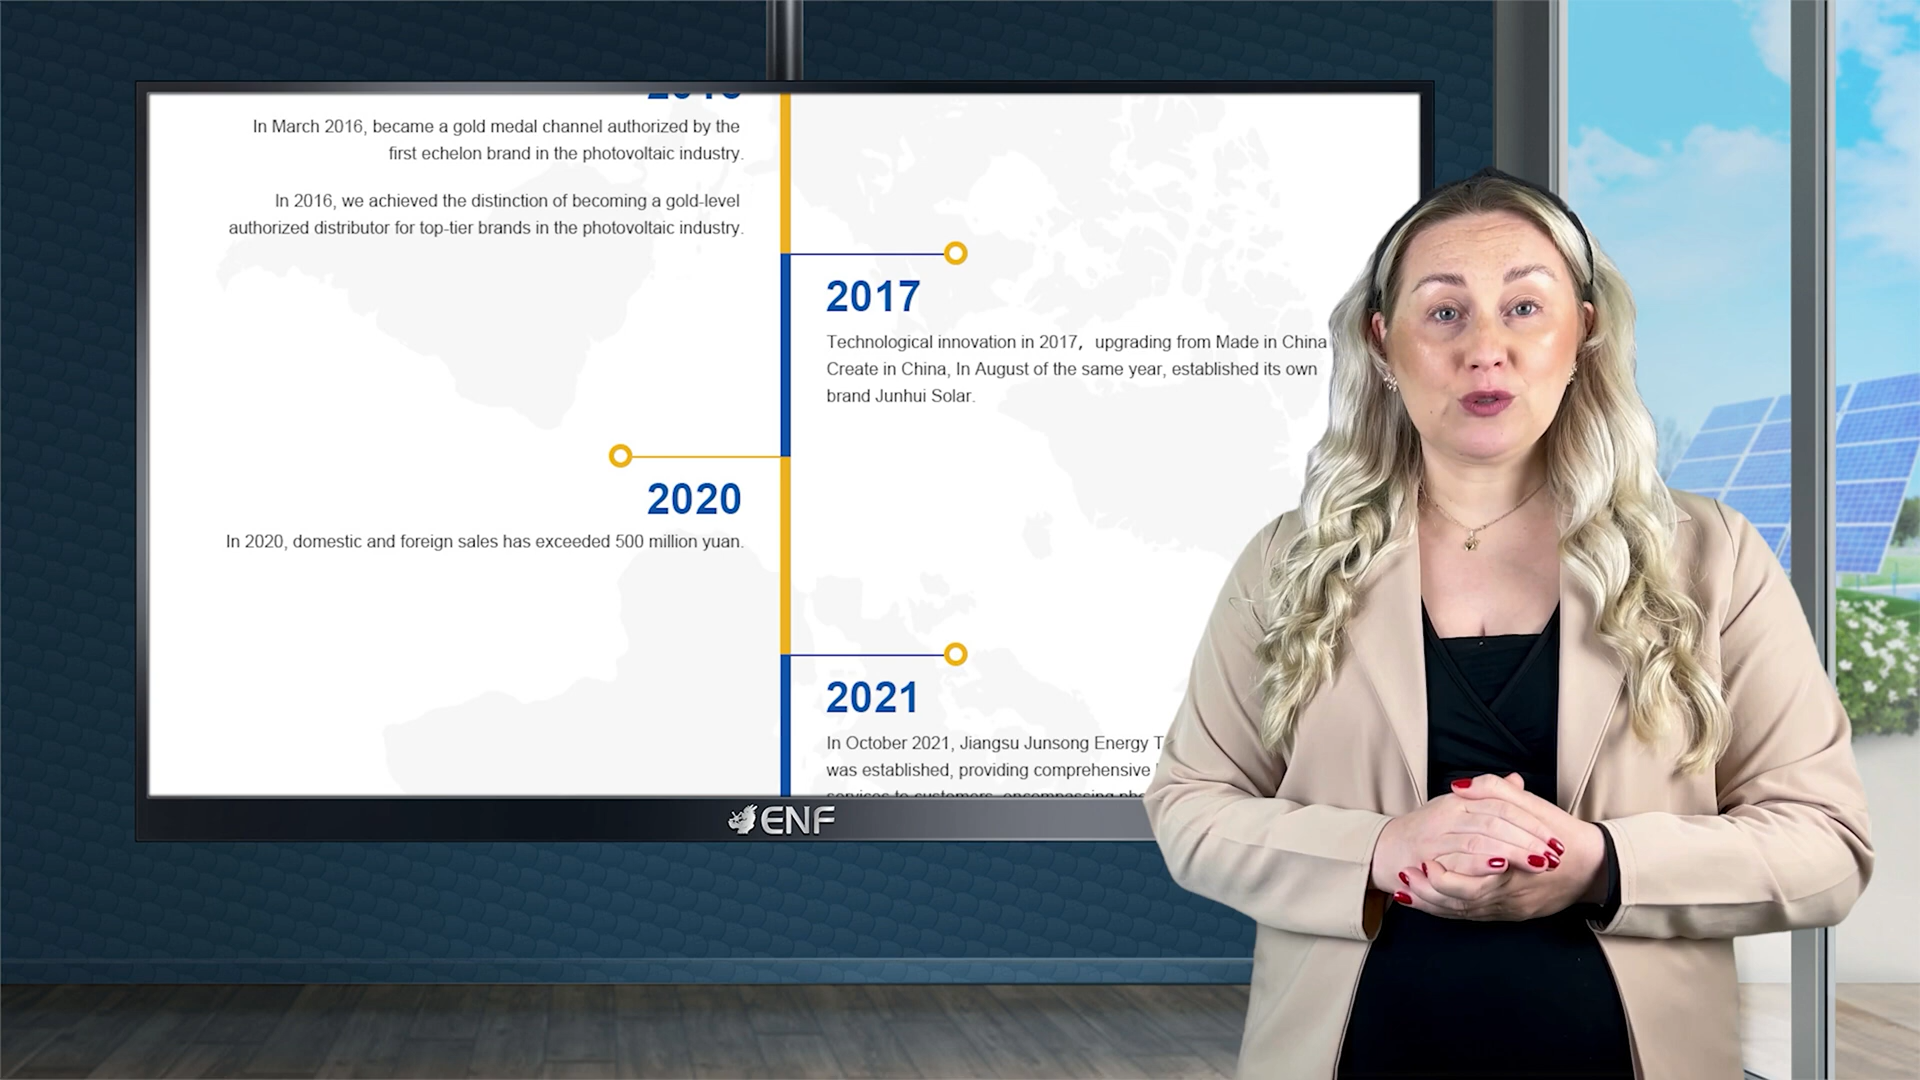 In March 2016, became a gold medal channel authorized by the
first echelon brand in the photovoltaic industry.
In 2016, we achieved the distinction of becoming a gold-level
authorized distributor for top-tier brands in the photovoltaic industry.
2017
Technological innovation in 2017，upgrading from Made in China
Create in China, In August of the same year, established its own
brand Junhui Solar.
2020
In 2020, domestic and foreign sales has exceeded 500 million yuan.
2021
In October 2021, Jiangsu Junsong Energy
was established, providing comprehensive
services to customers, encompassing
ENF